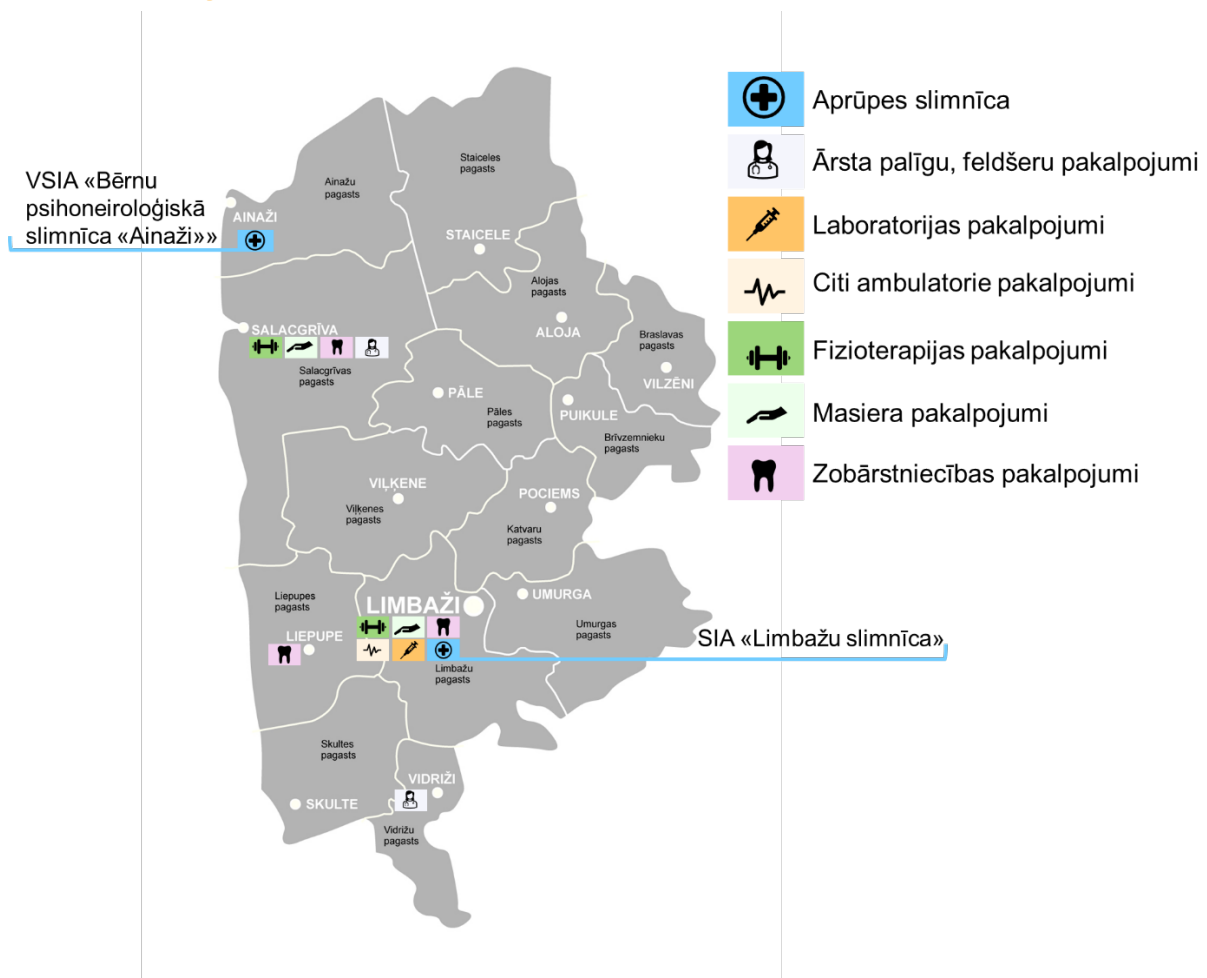 Aprūpes slimnīca
Ārsta palīgu, feldšeru pakalpojumi
Laboratorijas pakalpojumi
Citi ambulatorie pakalpojumi
Fizioterapijas pakalpojumi
Masiera pakalpojumi
Zobārstniecības pakalpojumi
VSIA «Bērnu
psihoneiroloģiskā
slimnīca «Ainaži»»
Staiceles
pagasts
Ainažu
pagasts
AINAŽI
STAICELE
Alojas
pagasts
ALOJA
SALACGRĪVA
Salacgrīvas
pagasts
Braslavas
pagasts
VILZĒNI
PĀLE
Pāles
pagasts
PUIKULE
Brīvzemnieku
pagasts
VIĻĶENE
Viļķenes
pagasts
POCIEMS
Katvaru
pagasts
Liepupes
pagasts
LIEPUPE
LIMBAŽI
Limbažu
pagasts
UMURGA
Umurgas
pagasts
SIA «Limbažu slimnīca»
Skultes
pagasts
SKULTE
VIDRIŽI
Vidrižu
pagasts